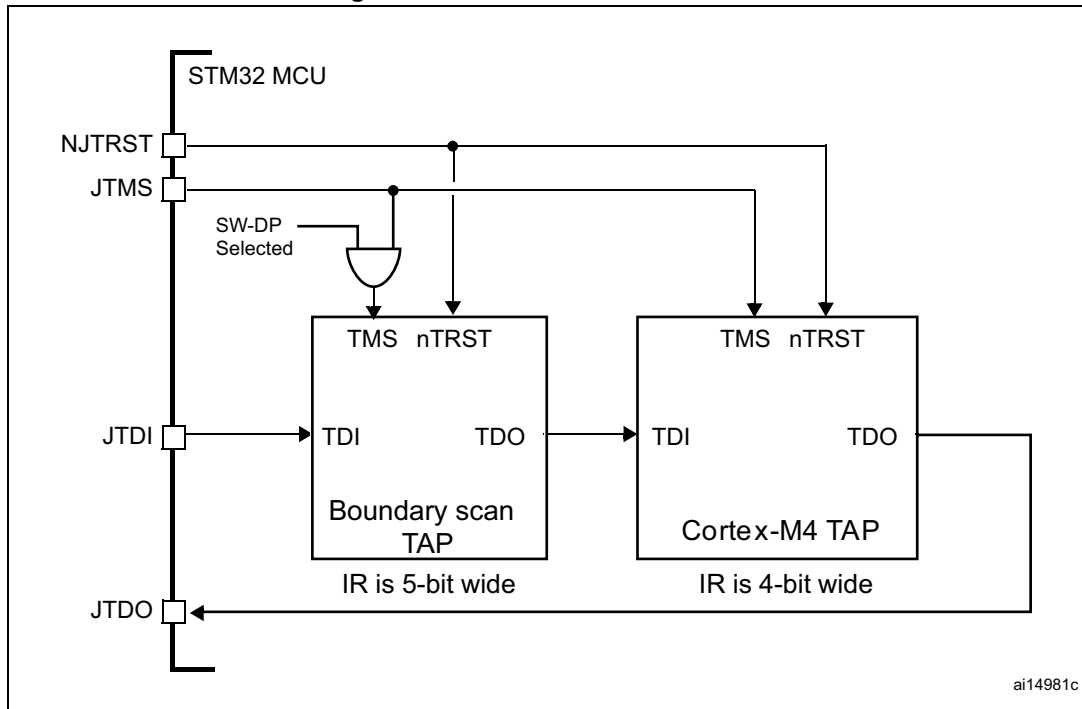 STM32 MCU
NJTRST
JTMS
SW-DP
Selected
TMS nTRST
TMS nTRST
JTDI
TDI
TDO
TDI
TDO
Boundary scan
TAP
Cortex-M4 TAP
IR is 5-bit wide
IR is 4-bit wide
JTDO
ai14981c